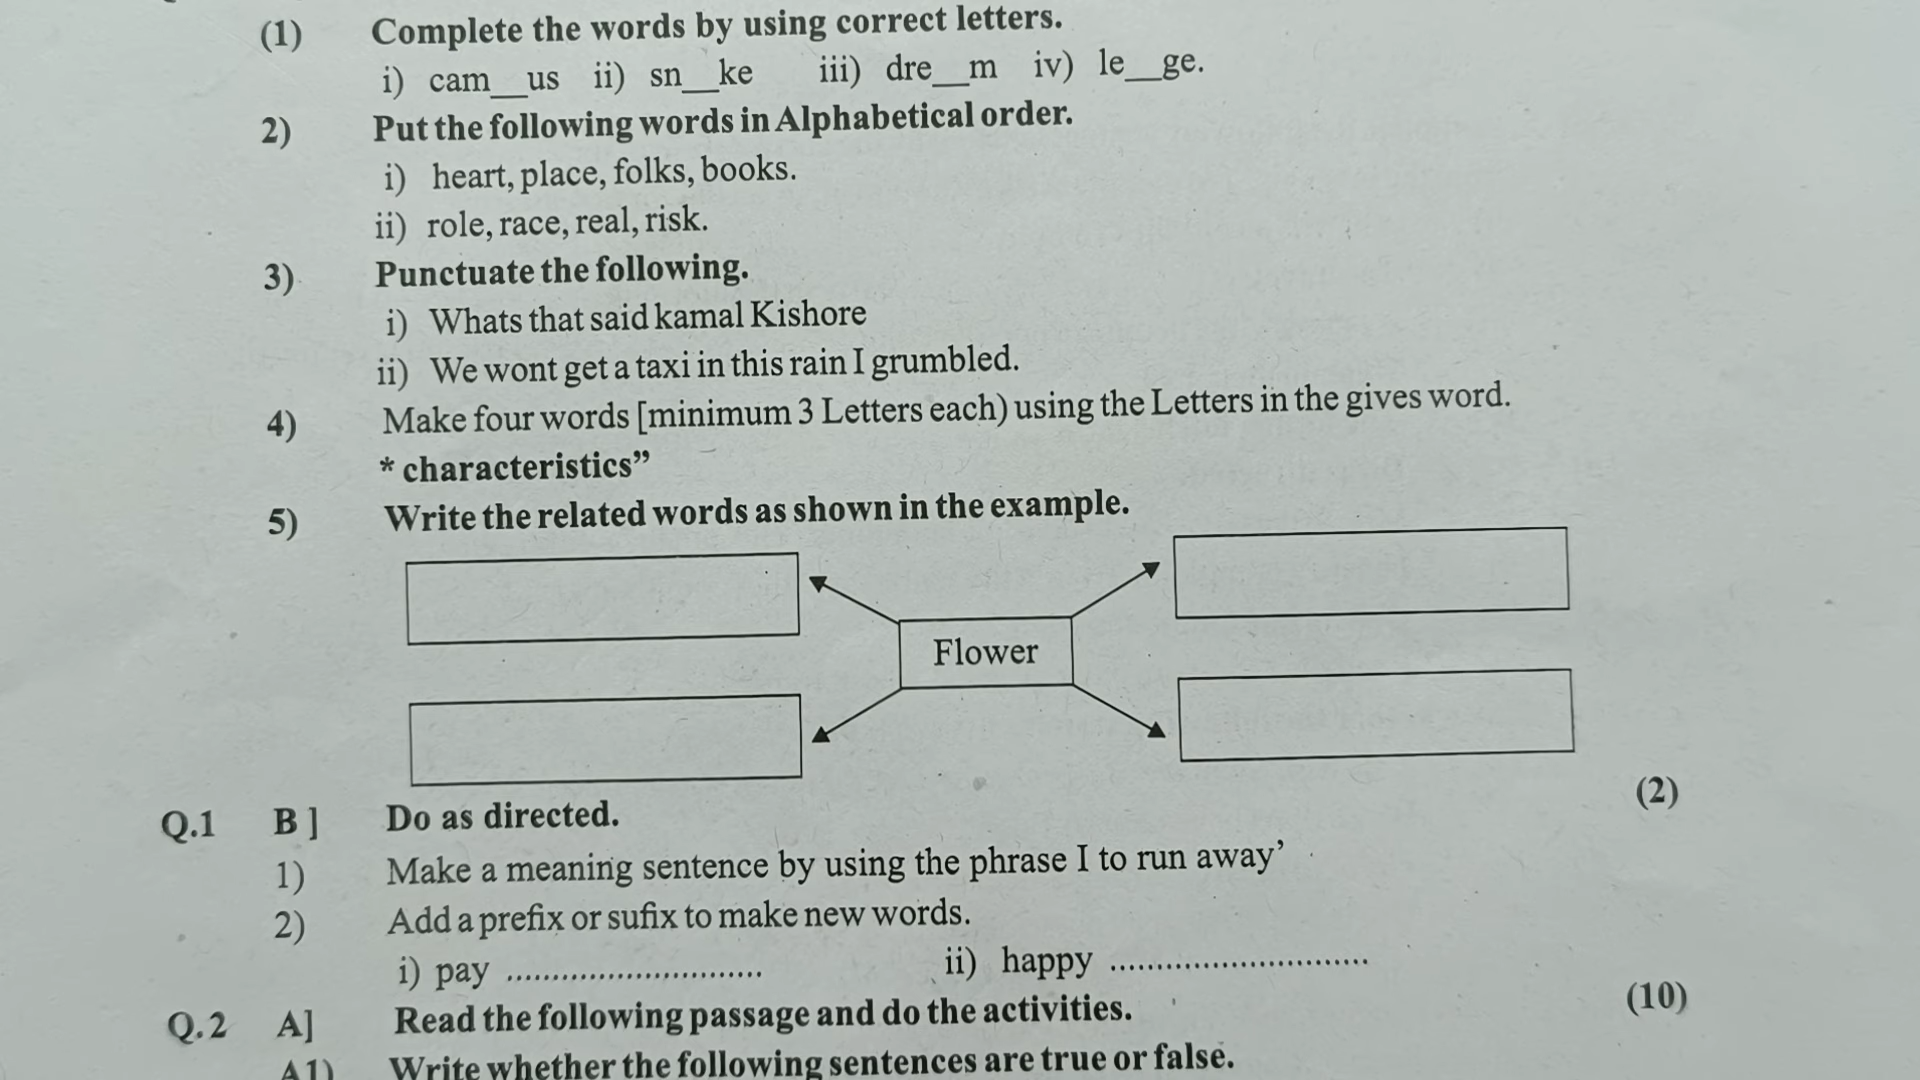 (1) Complete the words by using correct letters.
i) cam__us ii) sn__ke iii) dre__m iv) le__ge.
2) Put the following words in Alphabetical order.
i) heart, place, folks, books.
ii) role, race, real, risk.
3) Punctuate the following.
i) Whats that said kamal Kishore
ii) We wont get a taxi in this rain I grumbled.
4) Make four words [minimum 3 Letters each) using the Letters in the gives word.
* characteristics”
5) Write the related words as shown in the example.
Flower
Q.1 B ] Do as directed. (2)
1) Make a meaning sentence by using the phrase I to run away’
2) Add a prefix or sufix to make new words.
i) pay ............................ ii) happy ............................
Q.2 A] Read the following passage and do the activities. (10)
A1) Write whether the following sentences are true or false.